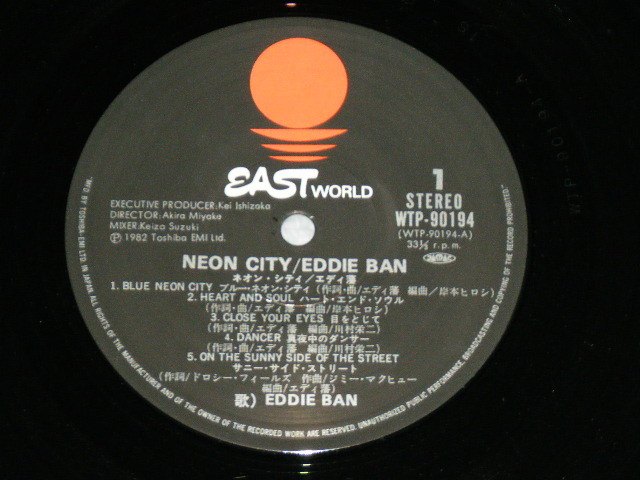 EAST WORLD
EXECUTIVE PRODUCER: Kei Ishizaka
DIRECTOR: Akira Miyake
MIXER: Keizo Suzuki
Ⓟ1982 Toshiba EMI Ltd.
1
STEREO
WTP-90194
(WTP-90194-A)
33⅓ r.p.m.
NEON CITY/EDDIE BAN
ネオン・シティ/エディ藩
1. BLUE NEON CITY ブルー・ネオン・シティ (作詞・曲/エディ藩 編曲/岸本ヒロシ)
2. HEART AND SOUL ハート・エンド・ソウル
(作詞・曲/エディ藩 編曲/岸本ヒロシ)
3. CLOSE YOUR EYES 目をとじて
(作詞・曲/エディ藩 編曲/川村栄二)
4. DANCER 真夜中のダンサー
(作詞・曲/エディ藩 編曲/川村栄二)
5. ON THE SUNNY SIDE OF THE STREET
サニー・サイド・ストリート
(作詞/ドロシー・フィールズ 作曲/ジミー・マクヒュー
編曲/エディ藩)
歌) EDDIE BAN
MF'D BY TOSHIBA-EMI LTD. IN JAPAN. ALL RIGHTS OF THE MANUFACTURER AND OF THE OWNER OF THE RECORDED WORK ARE RESERVED. UNAUTHORIZED PUBLIC PERFORMANCE, BROADCASTING AND COPYING OF THE RECORD PROHIBITED.